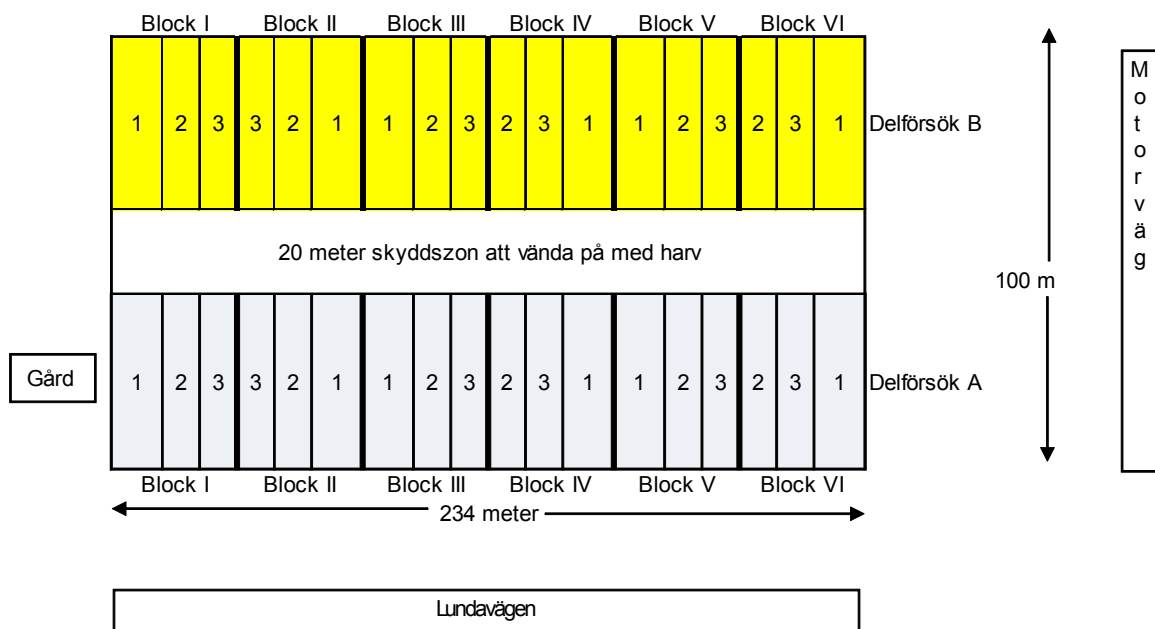 Block I Block II Block III Block IV Block V Block VI
1 2 3 3 2 1 1 2 3 2 3 1 1 2 3 2 3 1 Delförsök B
20 meter skyddszon att vända på med harv
100 m
Motorväg
Gård
1 2 3 3 2 1 1 2 3 2 3 1 1 2 3 2 3 1 Delförsök A
Block I Block II Block III Block IV Block V Block VI
234 meter
Lundavägen